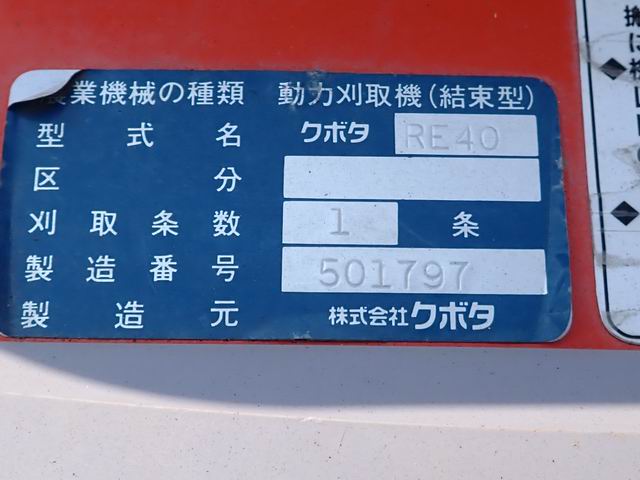 農業機械の種類 動力刈取機(結束型)
型式名 クボタ RE40
区分
刈取条数 1 条
製造番号 501797
製造元 株式会社クボタ